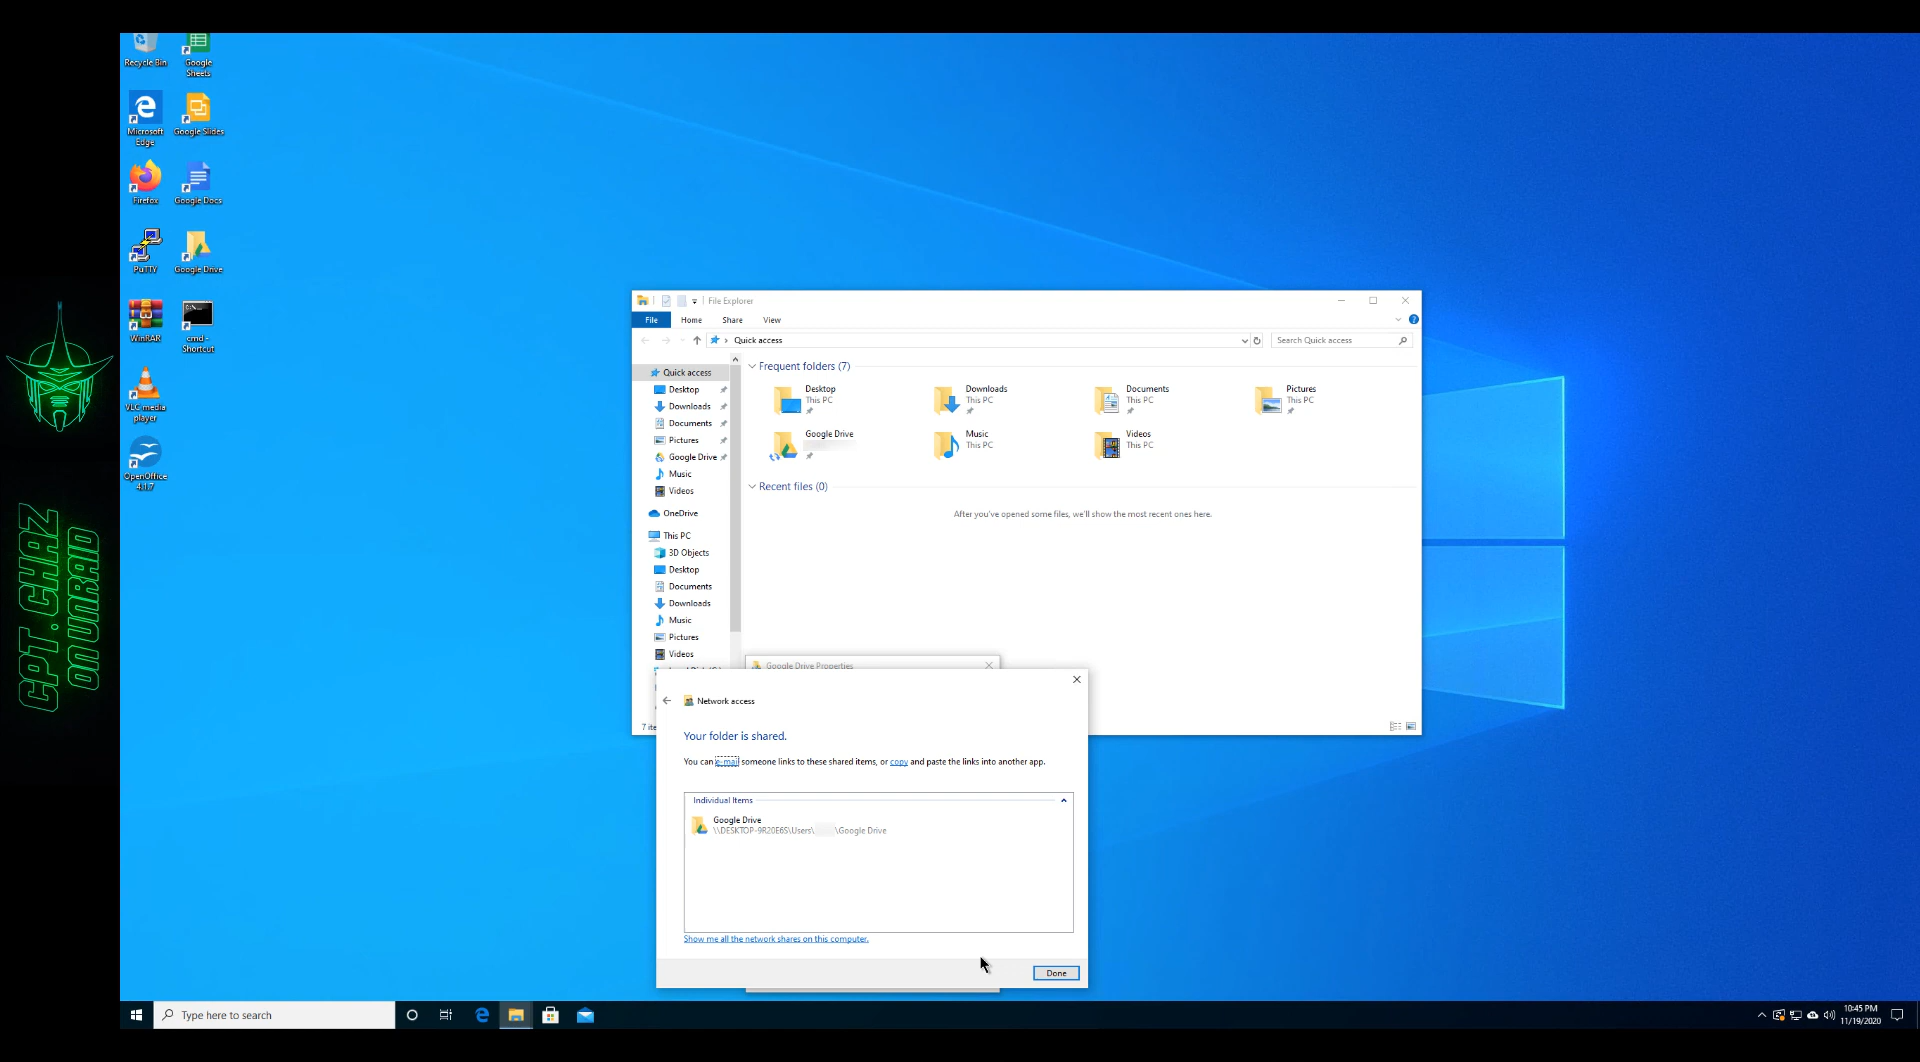 Recycle Bin
Google
Sheets
Microsoft
Edge
Google Slides
Firefox
Google Docs
PuTTY
Google Drive
WinRAR
cmd -
Shortcut
VLC media
player
OpenOffice
4.1.7
CPT. CHAZ
ON UNRAID
File Explorer
File
Home
Share
View
Quick access
Search Quick access
Quick access
Desktop
Downloads
Documents
Pictures
Google Drive
Music
Videos
OneDrive
This PC
3D Objects
Desktop
Documents
Downloads
Music
Pictures
Videos
Frequent folders (7)
Desktop
This PC
Downloads
This PC
Documents
This PC
Pictures
This PC
Google Drive
Music
This PC
Videos
This PC
Recent files (0)
After you've opened some files, we'll show the most recent ones here.
Google Drive Properties
7 ite
Network access
Your folder is shared.
You can e-mail someone links to these shared items, or copy and paste the links into another app.
Individual Items
Google Drive
\\DESKTOP-9R20E6S\Users\ \Google Drive
Show me all the network shares on this computer.
Done
Type here to search
10:45 PM
11/19/2020